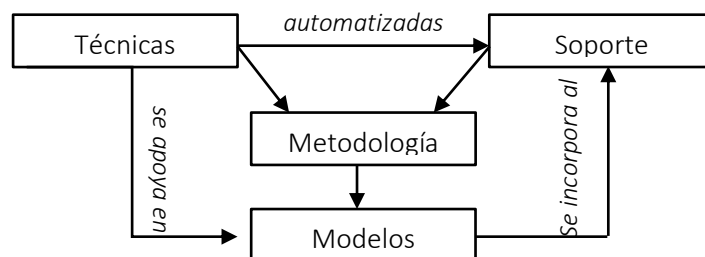 automatizadas
Técnicas
Soporte
se apoya en
Se incorpora al
Metodología
Modelos